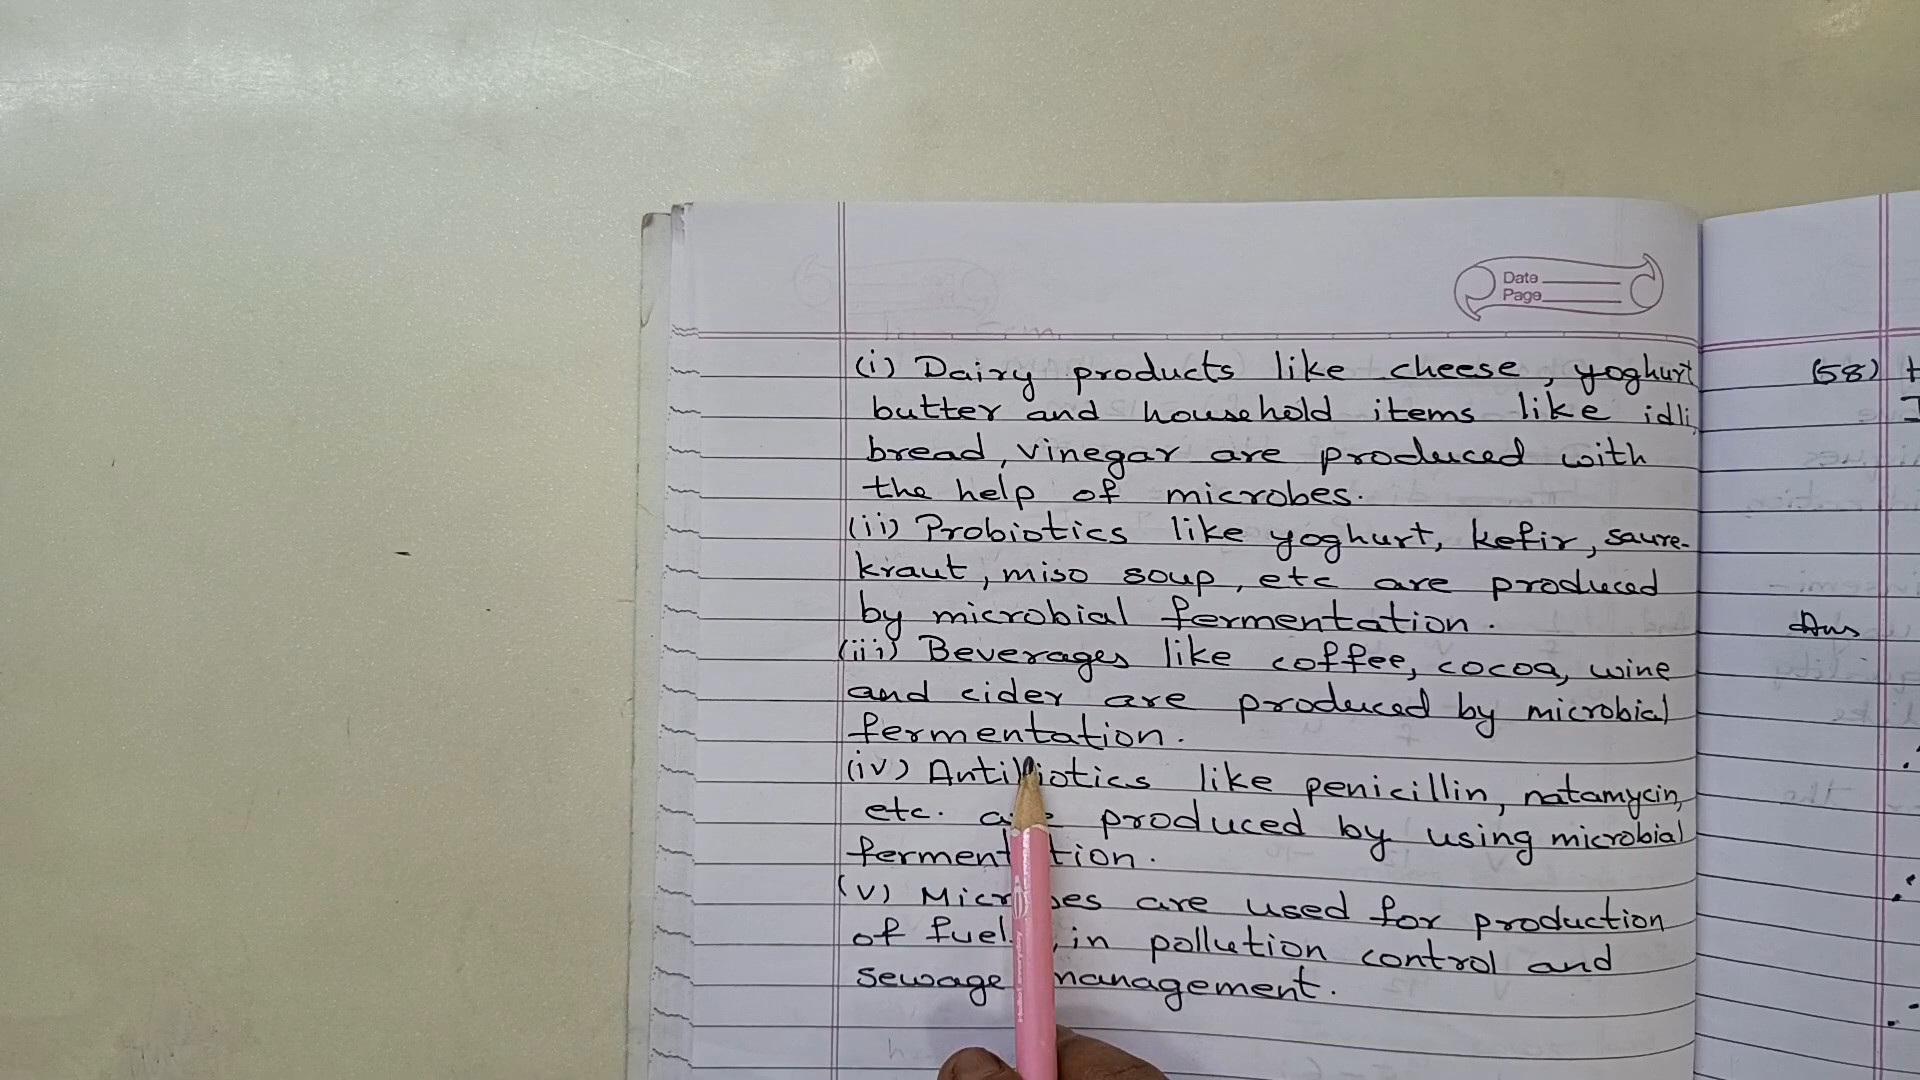 Date
Page
(i) Dairy products like cheese, yoghurt
butter and household items like idli,
bread, vinegar are produced with
the help of microbes.
(ii) Probiotics like yoghurt, kefir, saure-
kraut, miso soup, etc are produced
by microbial fermentation.
(iii) Beverages like coffee, cocoa, wine
and cider are produced by microbial
fermentation.
(iv) Antibiotics like penicillin, natamycin,
etc. are produced by using microbial
fermentation.
(v) Microbes are used for production
of fuel, in pollution control and
sewage management.
(58)
Ans